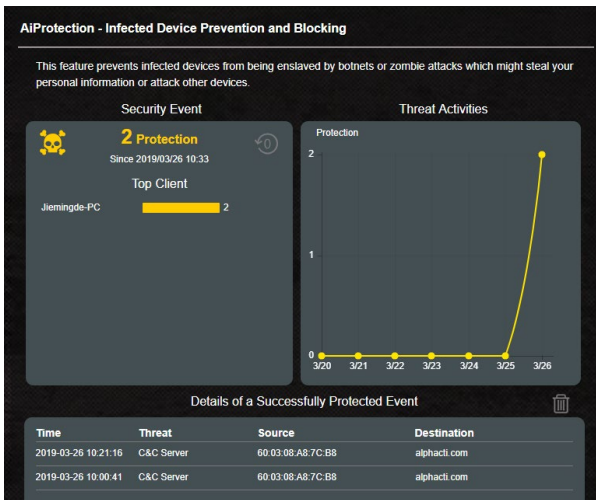 AiProtection - Infected Device Prevention and Blocking
This feature prevents infected devices from being enslaved by botnets or zombie attacks which might steal your
personal information or attack other devices.
Security Event
2 Protection
0
Since 2019/03/26 10:33
Top Client
Jiemingde-PC 2
Threat Activities
Protection
2
1
0
3/20 3/21 3/22 3/23 3/24 3/25 3/26
Details of a Successfully Protected Event
Time Threat Source Destination
2019-03-26 10:21:16 C&C Server 60:03:08:A8:7C:B8 alphacti.com
2019-03-26 10:00:41 C&C Server 60:03:08:A8:7C:B8 alphacti.com